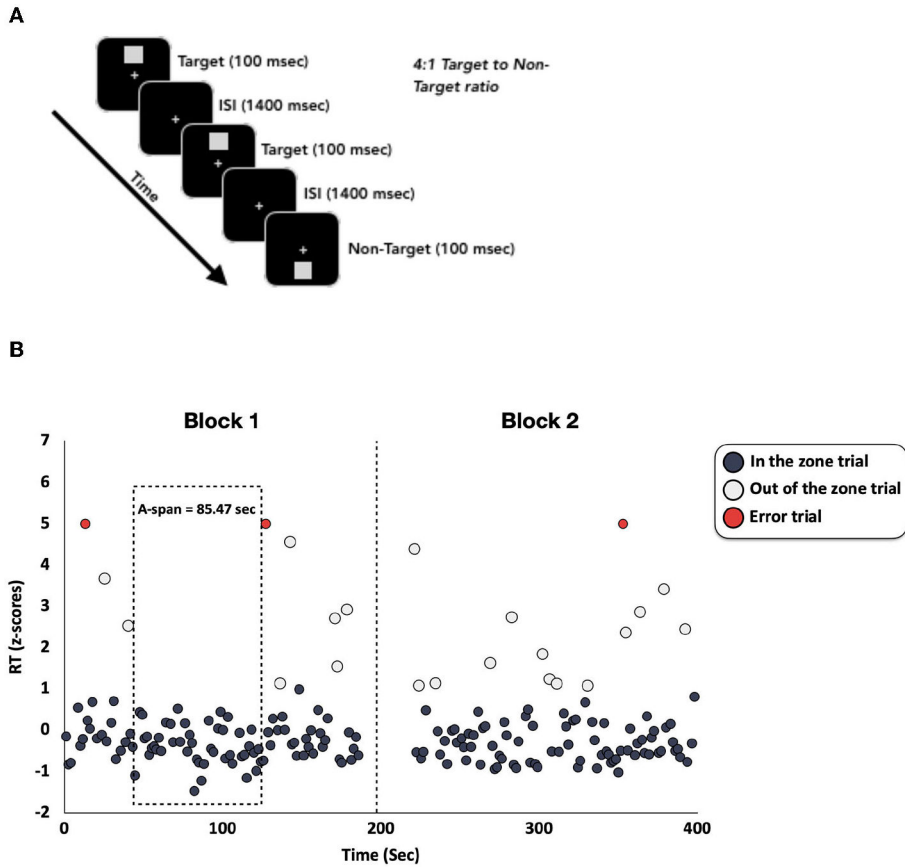 A
Target (100 msec)
4:1 Target to Non-
Target ratio
ISI (1400 msec)
Target (100 msec)
Time
ISI (1400 msec)
Non-Target (100 msec)
B
Block 1
Block 2
7
6
5
4
3
2
1
0
-1
-2
RT (z-scores)
A-span = 85.47 sec
In the zone trial
Out of the zone trial
Error trial
0
100
200
300
400
Time (Sec)